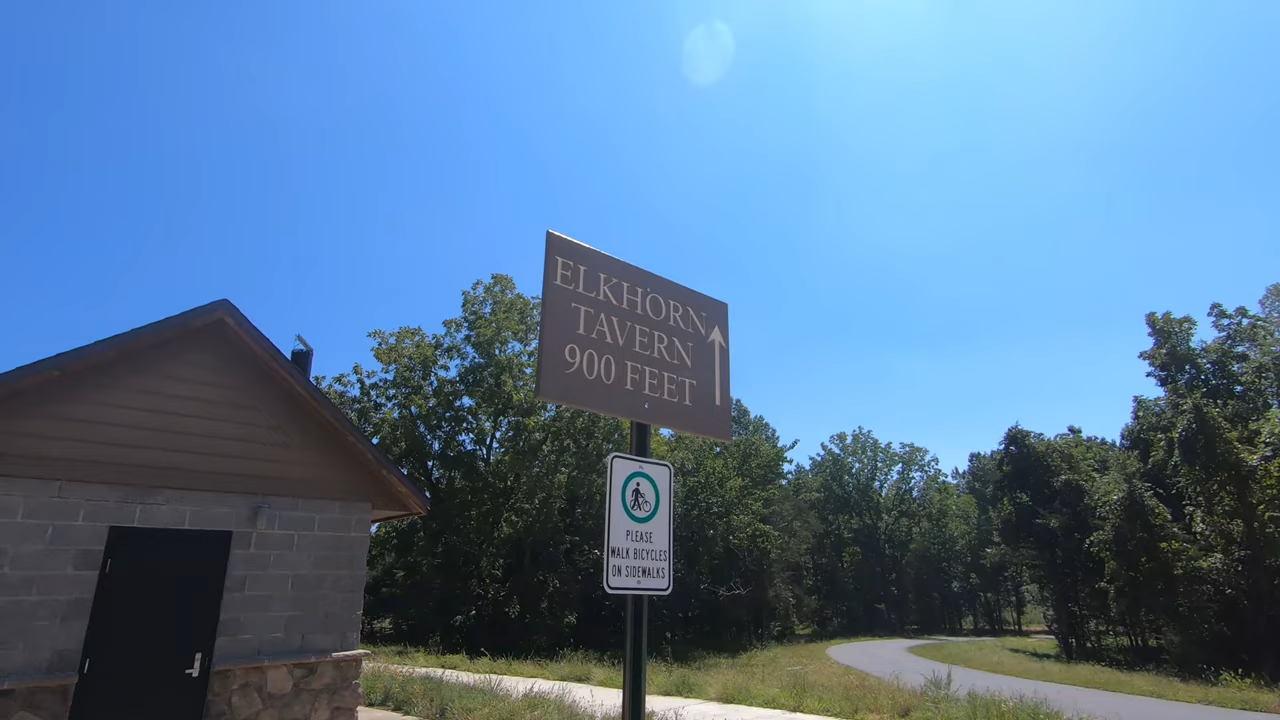 ELKHORN
TAVERN
900 FEET
PLEASE
WALK BICYCLES
ON SIDEWALKS